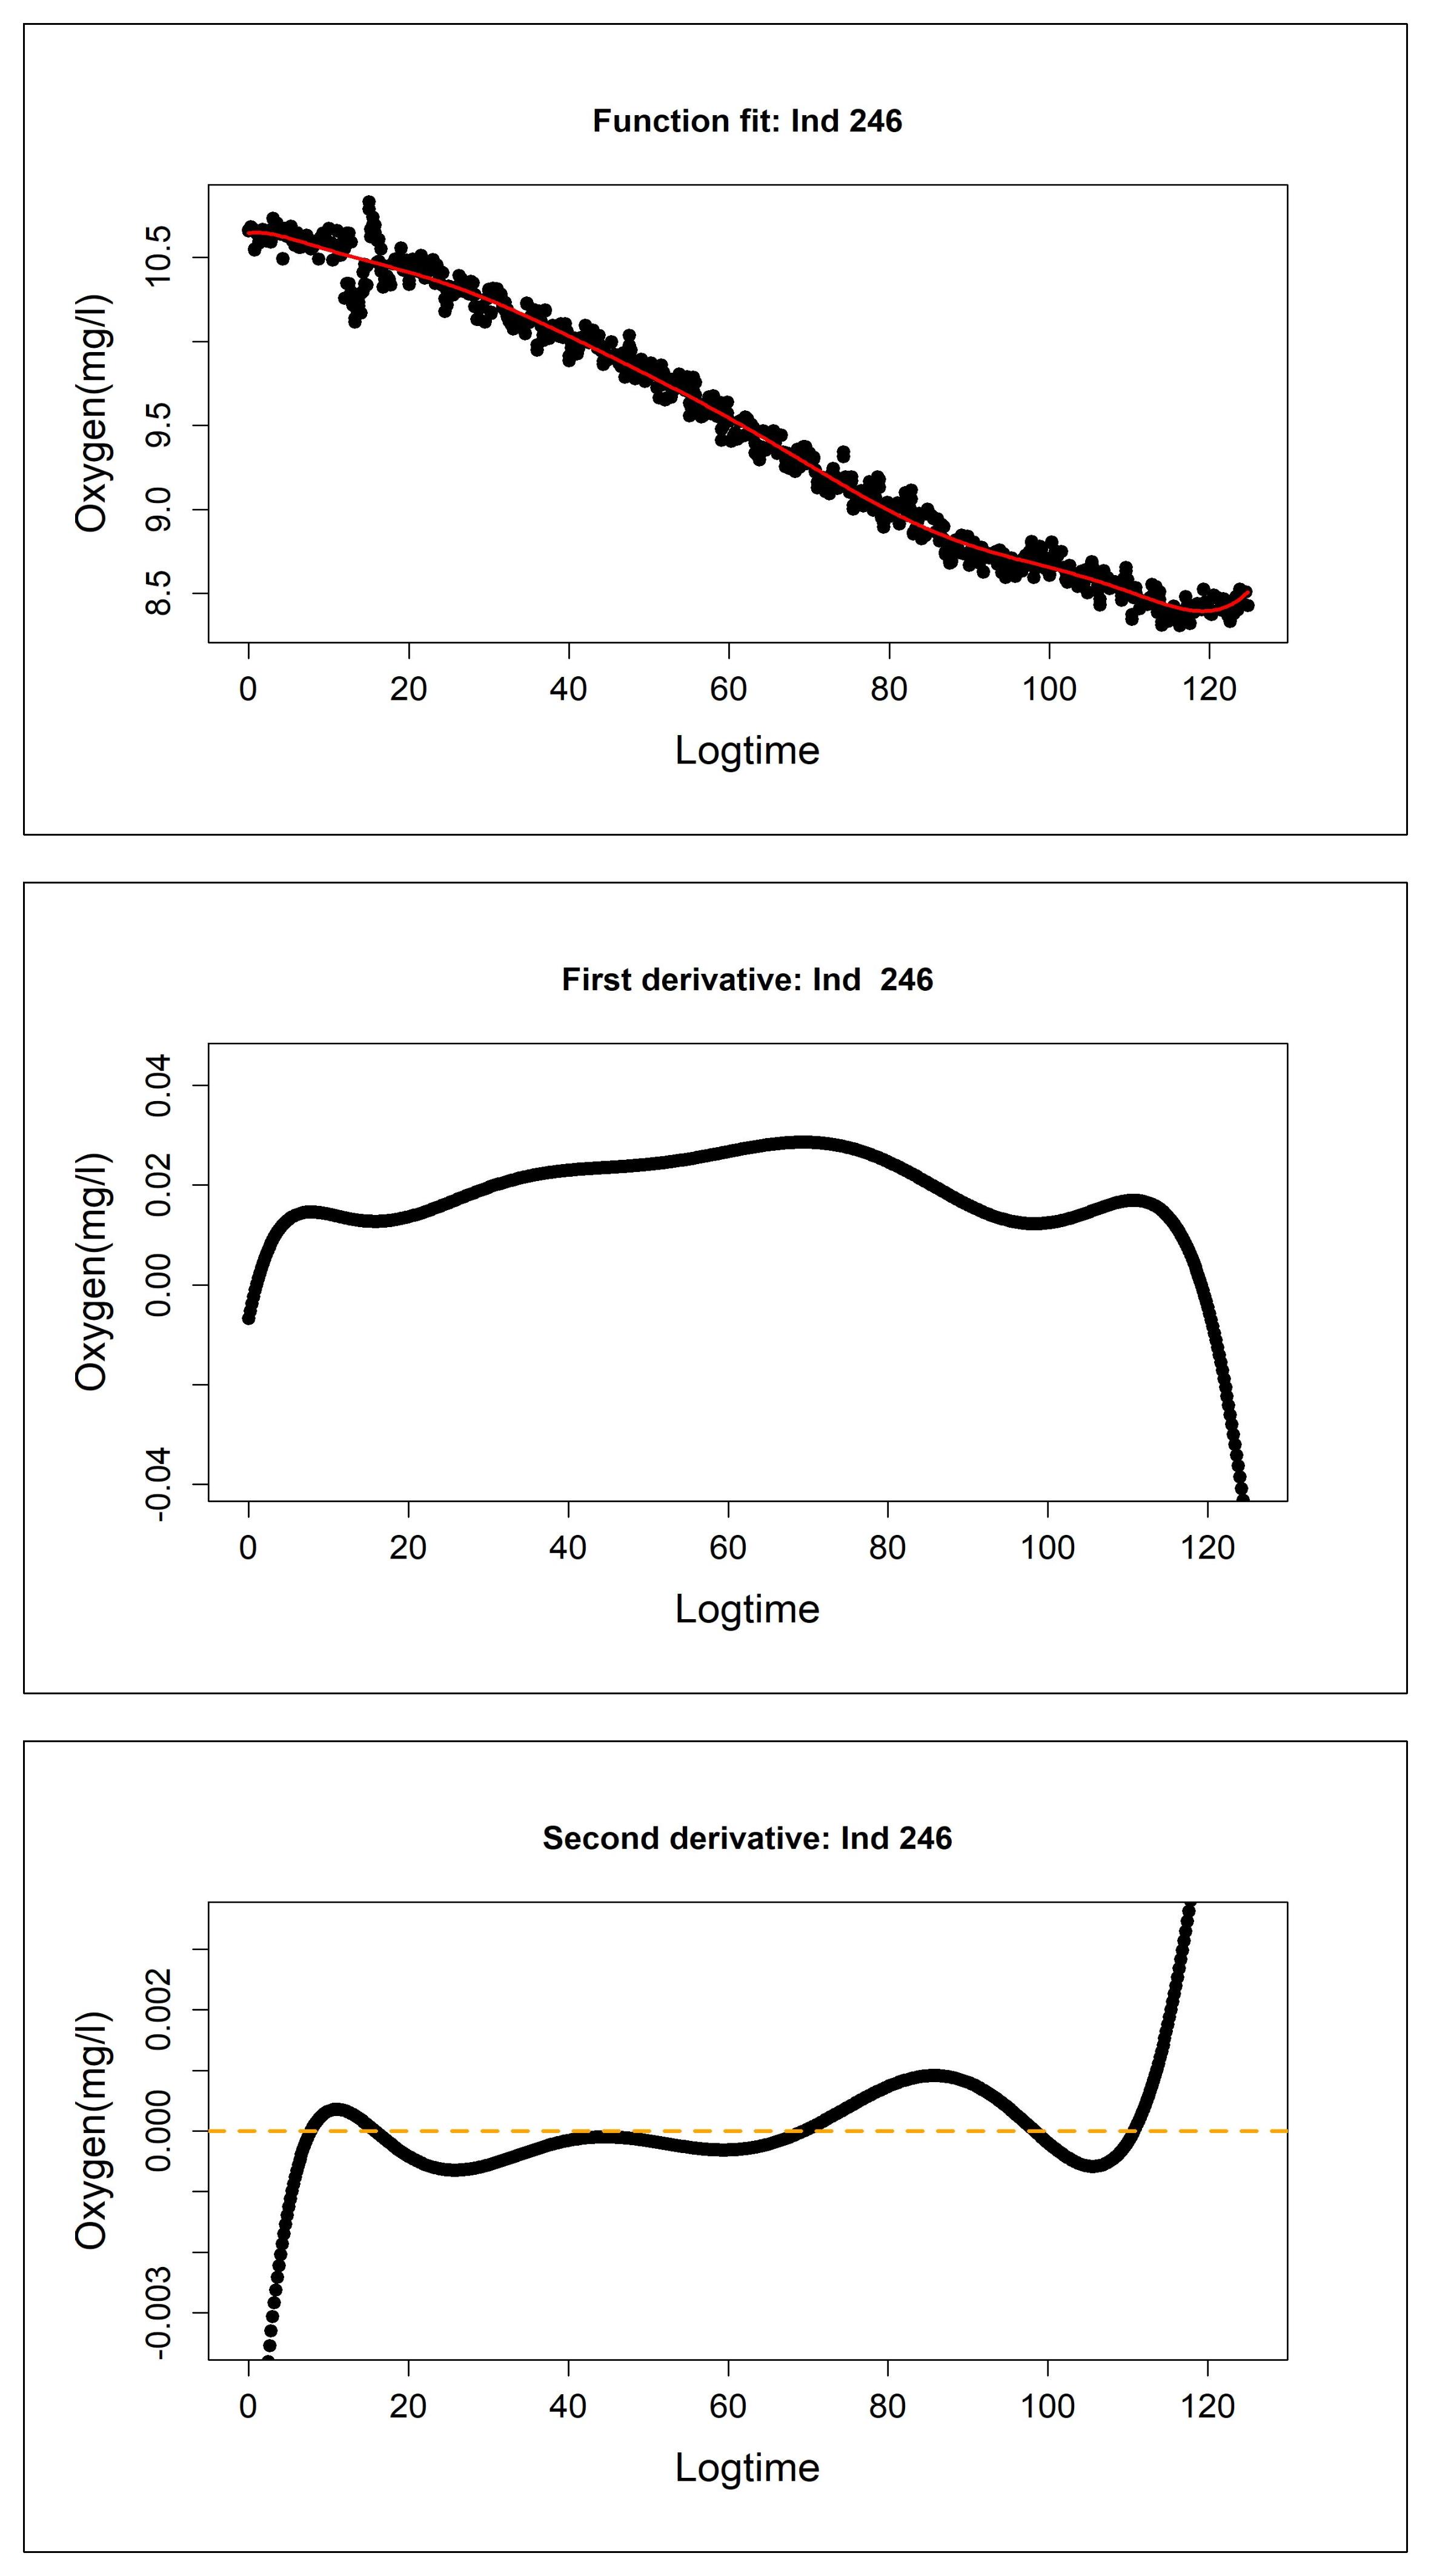 Function fit: Ind 246
Oxygen(mg/l)
10.5
9.5
9.0
8.5
0 20 40 60 80 100 120
Logtime
First derivative: Ind  246
Oxygen(mg/l)
0.04
0.02
0.00
-0.04
0 20 40 60 80 100 120
Logtime
Second derivative: Ind 246
Oxygen(mg/l)
0.002
0.000
-0.003
0 20 40 60 80 100 120
Logtime